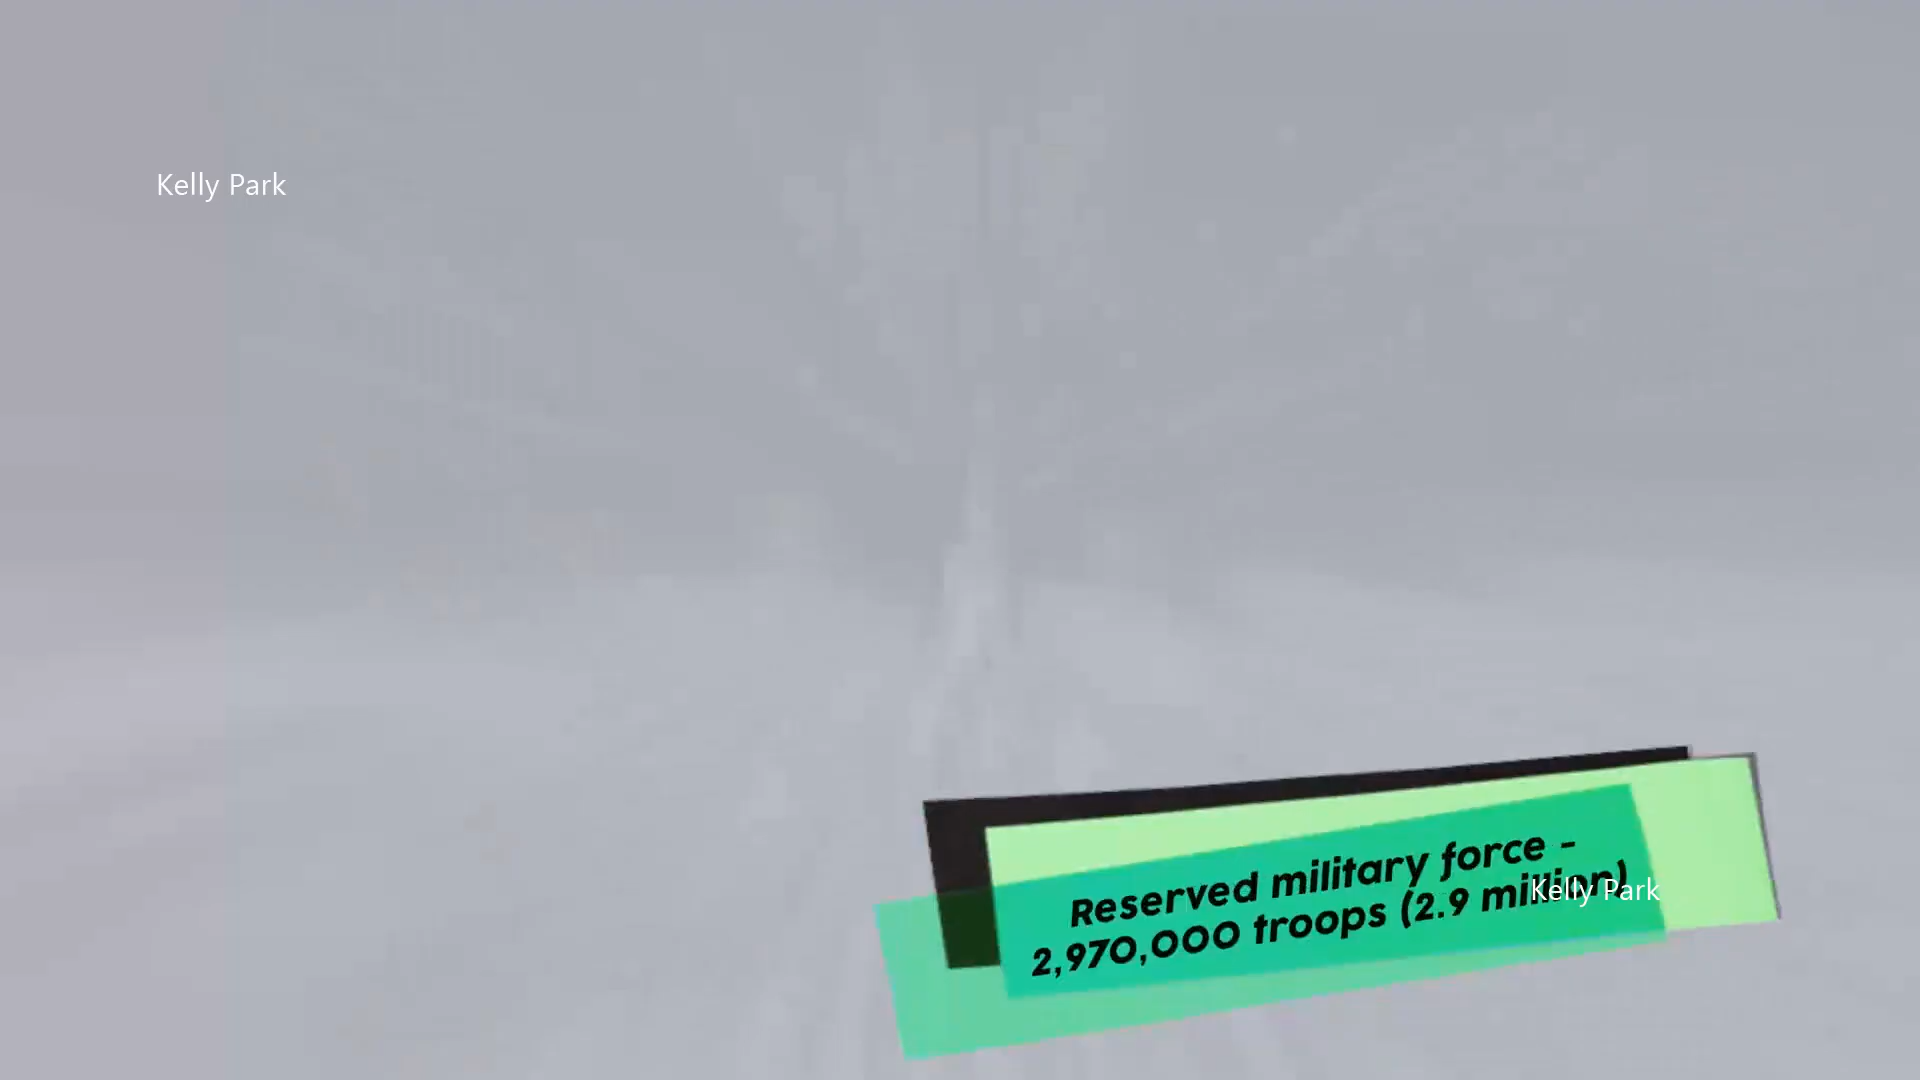 Kelly Park
Reserved military force -
2,970,000 troops (2.9 million)
Kelly Park